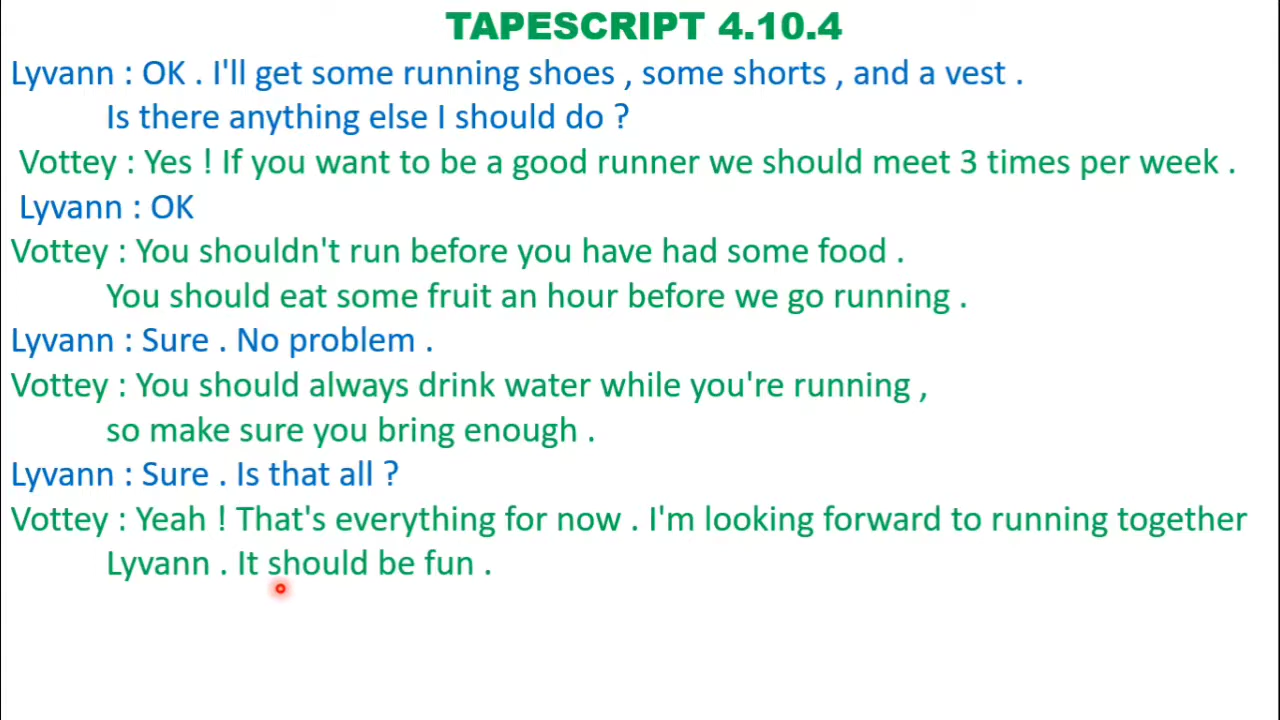 TAPESCRIPT 4.10.4
Lyvann : OK . I'll get some running shoes , some shorts , and a vest .
Is there anything else I should do ?
Vottey : Yes ! If you want to be a good runner we should meet 3 times per week .
Lyvann : OK
Vottey : You shouldn't run before you have had some food .
You should eat some fruit an hour before we go running .
Lyvann : Sure . No problem .
Vottey : You should always drink water while you're running ,
so make sure you bring enough .
Lyvann : Sure . Is that all ?
Vottey : Yeah ! That's everything for now . I'm looking forward to running together
Lyvann . It should be fun .